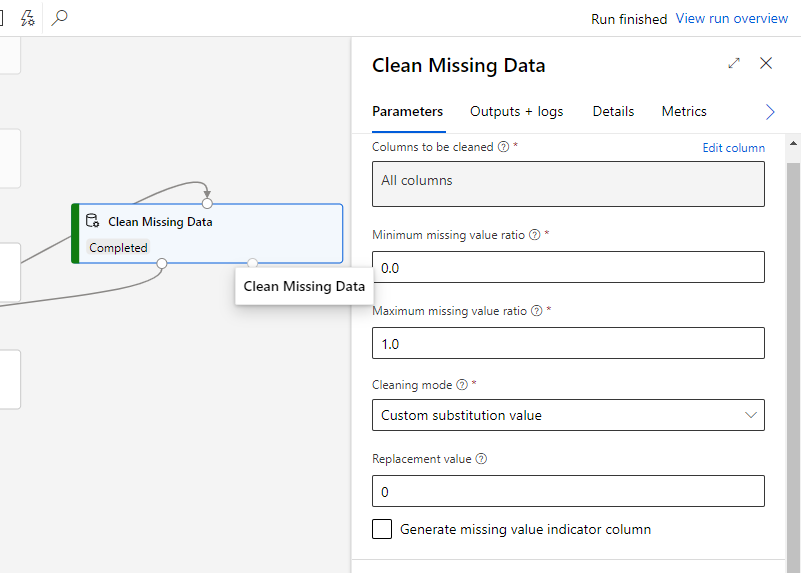 Run finished View run overview
Clean Missing Data
Parameters Outputs + logs Details Metrics
Columns to be cleaned * Edit column
All columns
Clean Missing Data
Completed
Clean Missing Data
Minimum missing value ratio *
0.0
Maximum missing value ratio *
1.0
Cleaning mode *
Custom substitution value
Replacement value
0
Generate missing value indicator column